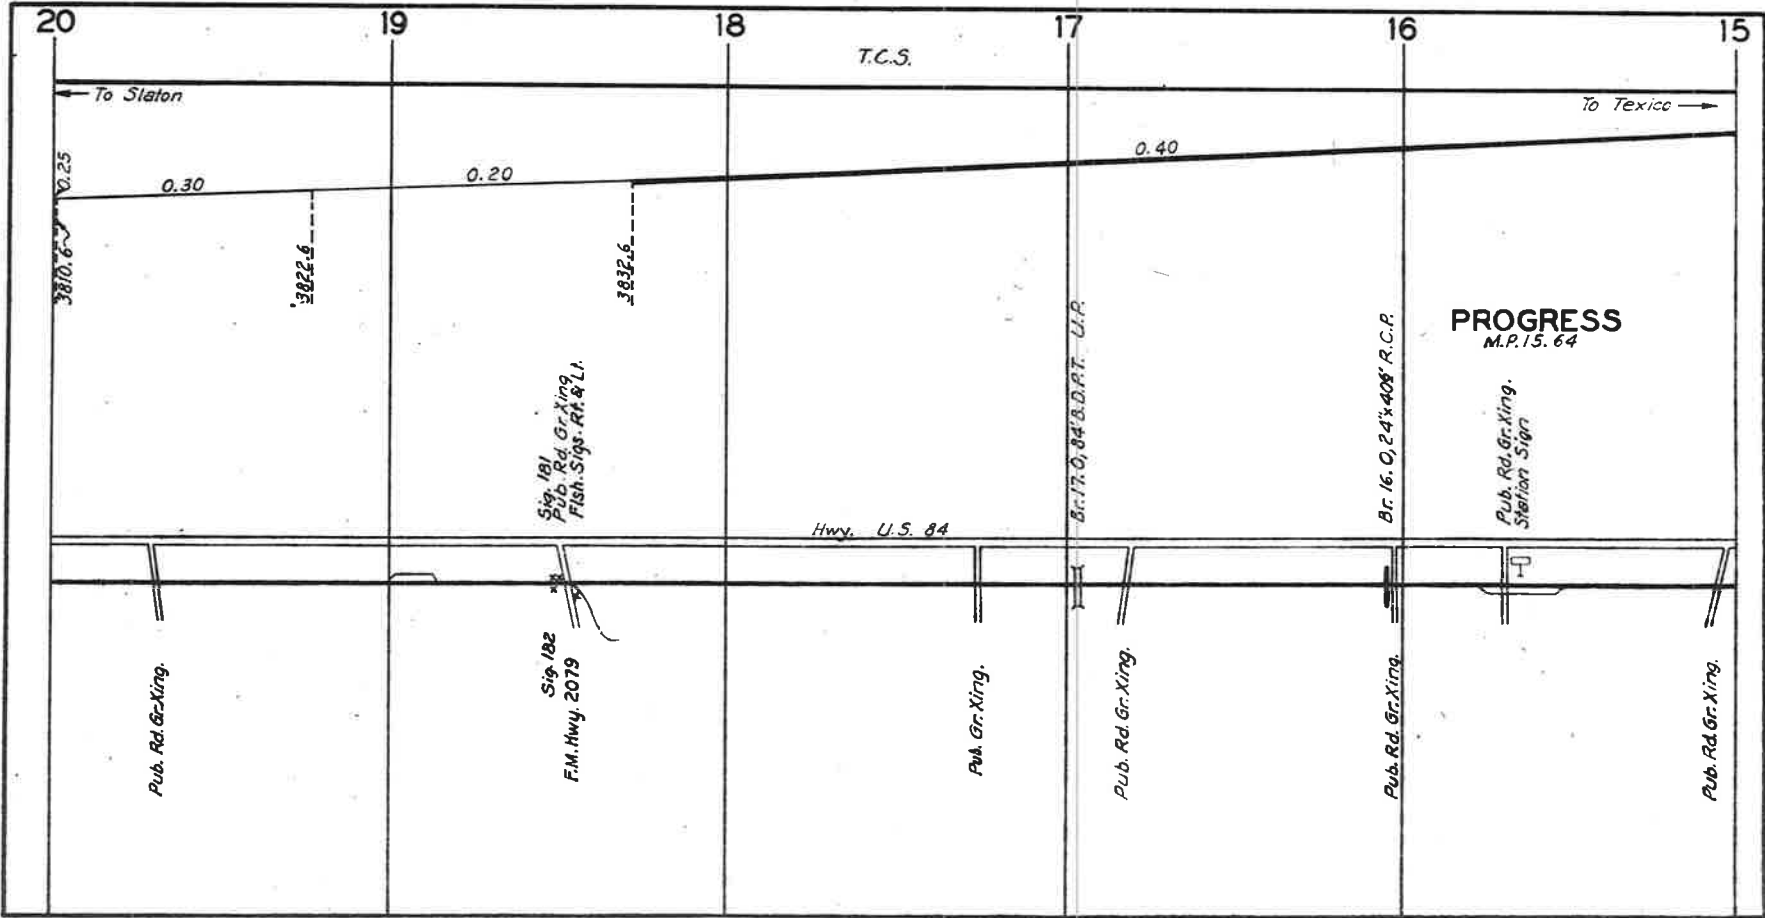 20 19 18 17 16 15
T.C.S.
To Slaton
To Texico
0.25
0.30
0.20
0.40
3810.6
3822.6
3832.6
PROGRESS
M.P. 15.64
Sig. 181
Pub. Rd. Gr. Xing
Flsh. Sigs. Rt. & Lt.
Br. 17.0, 84' B.D.P.T. U.P.
Br. 16.0, 24"x R.C.P.
Pub. Rd. Gr. Xing.
Station Sign
Hwy. U.S. 84
Pub. Rd. Gr. Xing.
Sig. 182
F.M. Hwy. 2079
Pub. Gr. Xing.
Pub. Rd. Gr. Xing.
Pub. Rd. Gr. Xing.
Pub. Rd. Gr. Xing.